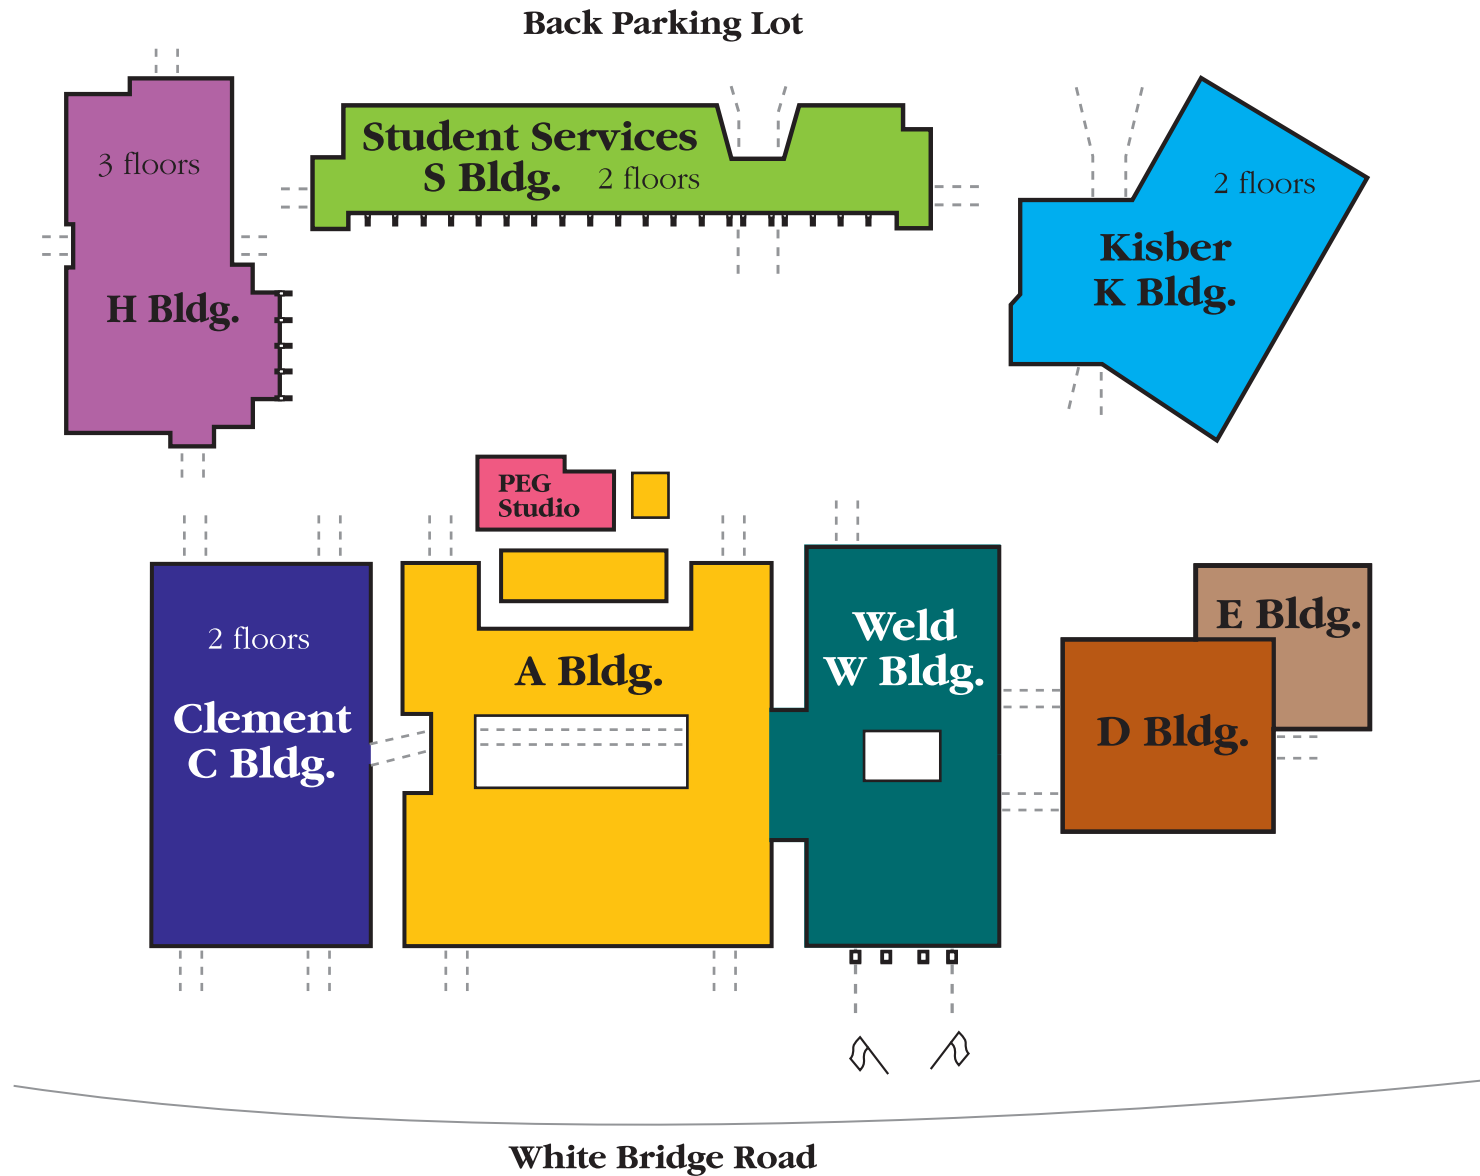 Back Parking Lot
3 floors
H Bldg.
Student Services
S Bldg. 2 floors
2 floors
Kisber
K Bldg.
PEG
Studio
2 floors
Clement
C Bldg.
A Bldg.
Weld
W Bldg.
E Bldg.
D Bldg.
White Bridge Road